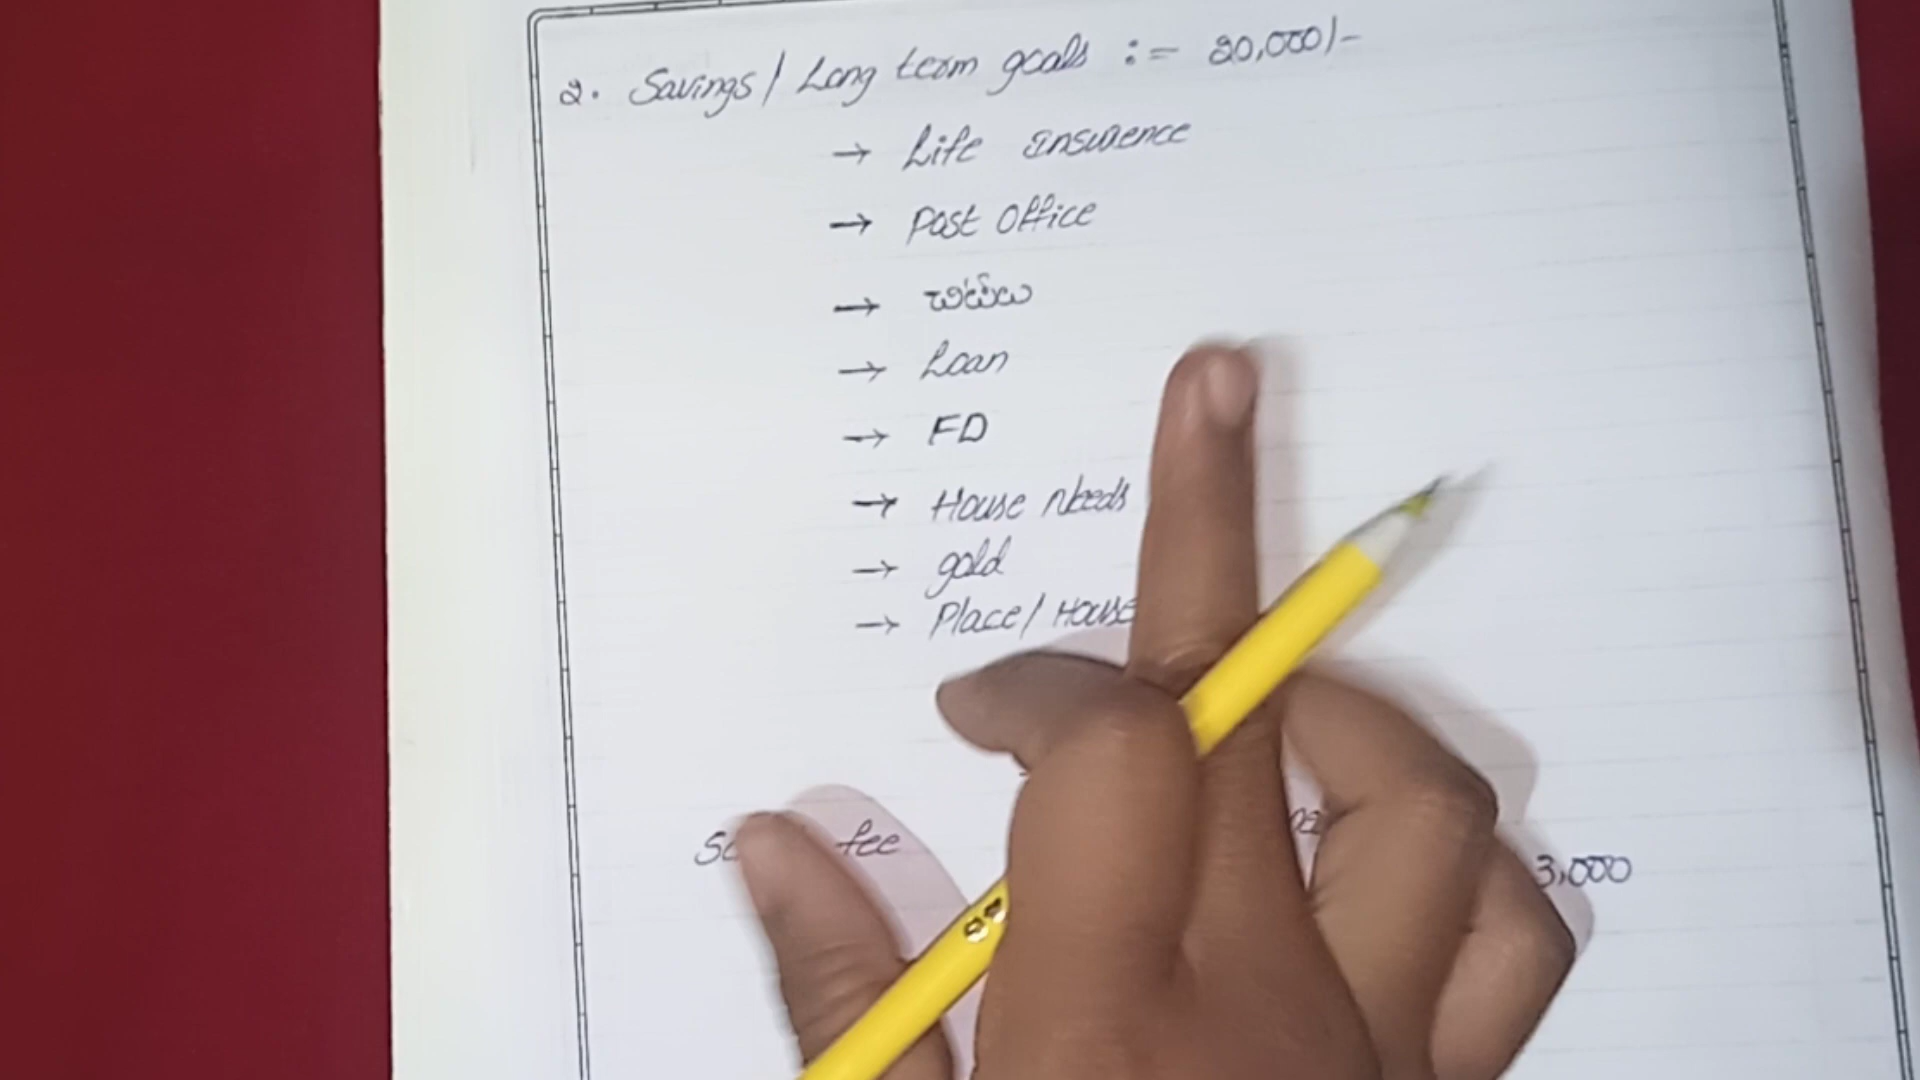 2. Savings / Long term goals :- 20,000/-
→ Life Insurence
→ Post Office
→ చిట్టీలు
→ Loan
→ FD
→ House needs
→ gold
→ Place / House
fee 3,000